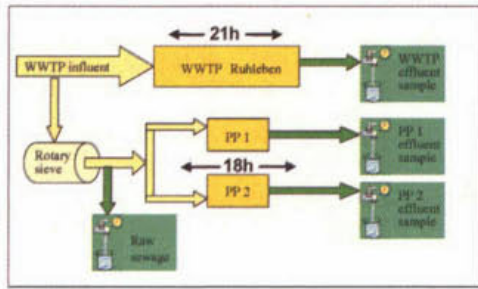 21h
WWTP influent
WWTP Ruhleben
WWTP
effluent
sample
Rotary
sieve
PP 1
PP 1
effluent
sample
18h
PP 2
PP 2
effluent
sample
Raw
sewage